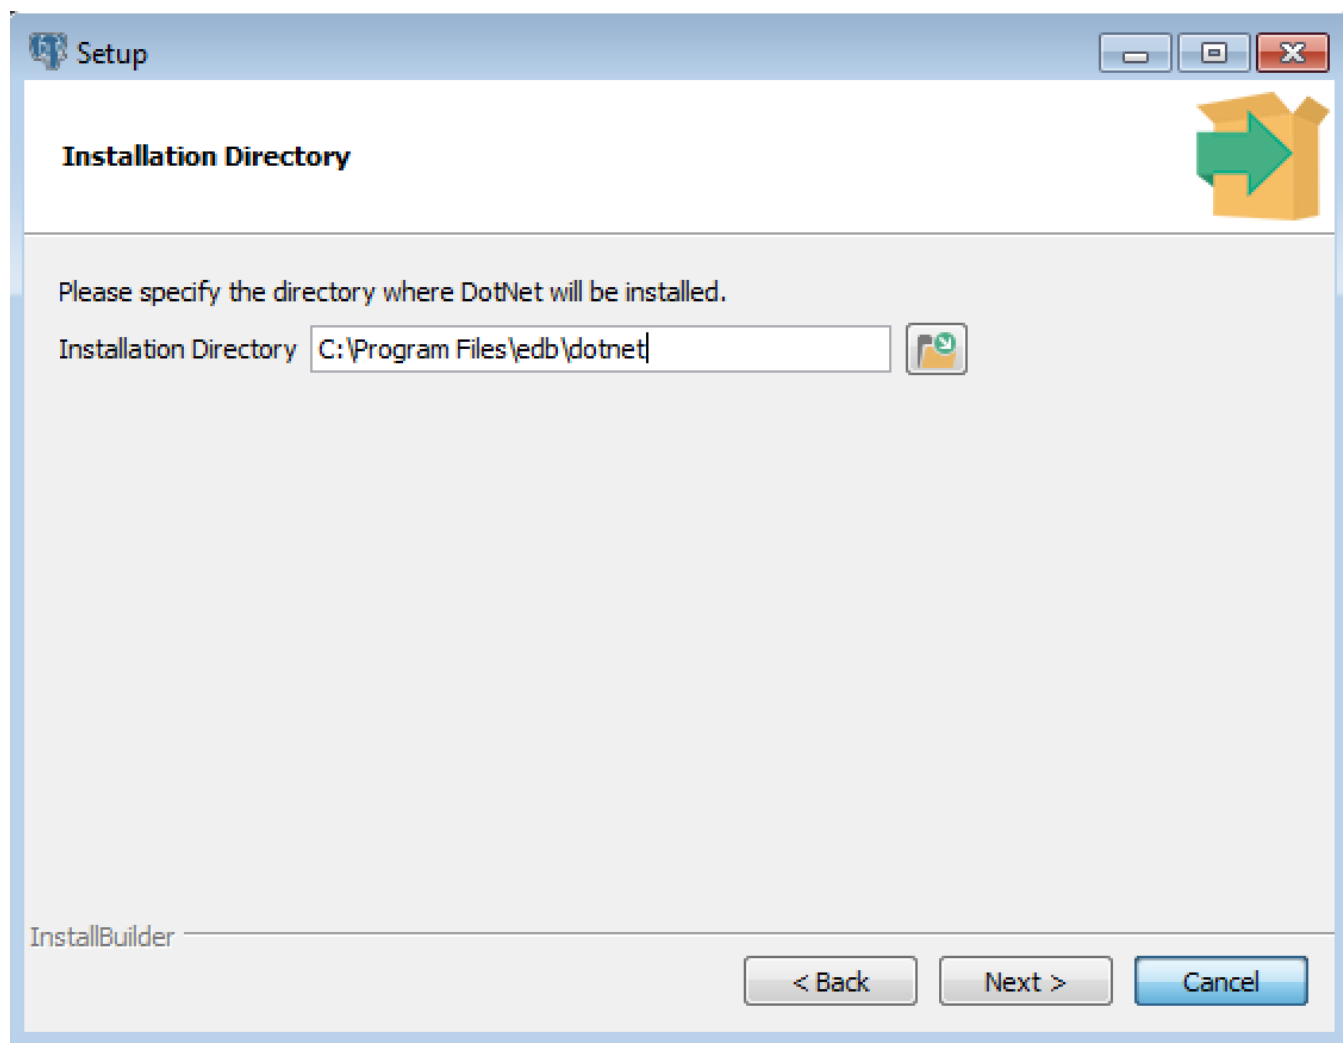 Setup
Installation Directory
Please specify the directory where DotNet will be installed.
Installation Directory C:\Program Files\edb\dotnet
InstallBuilder
< Back Next > Cancel